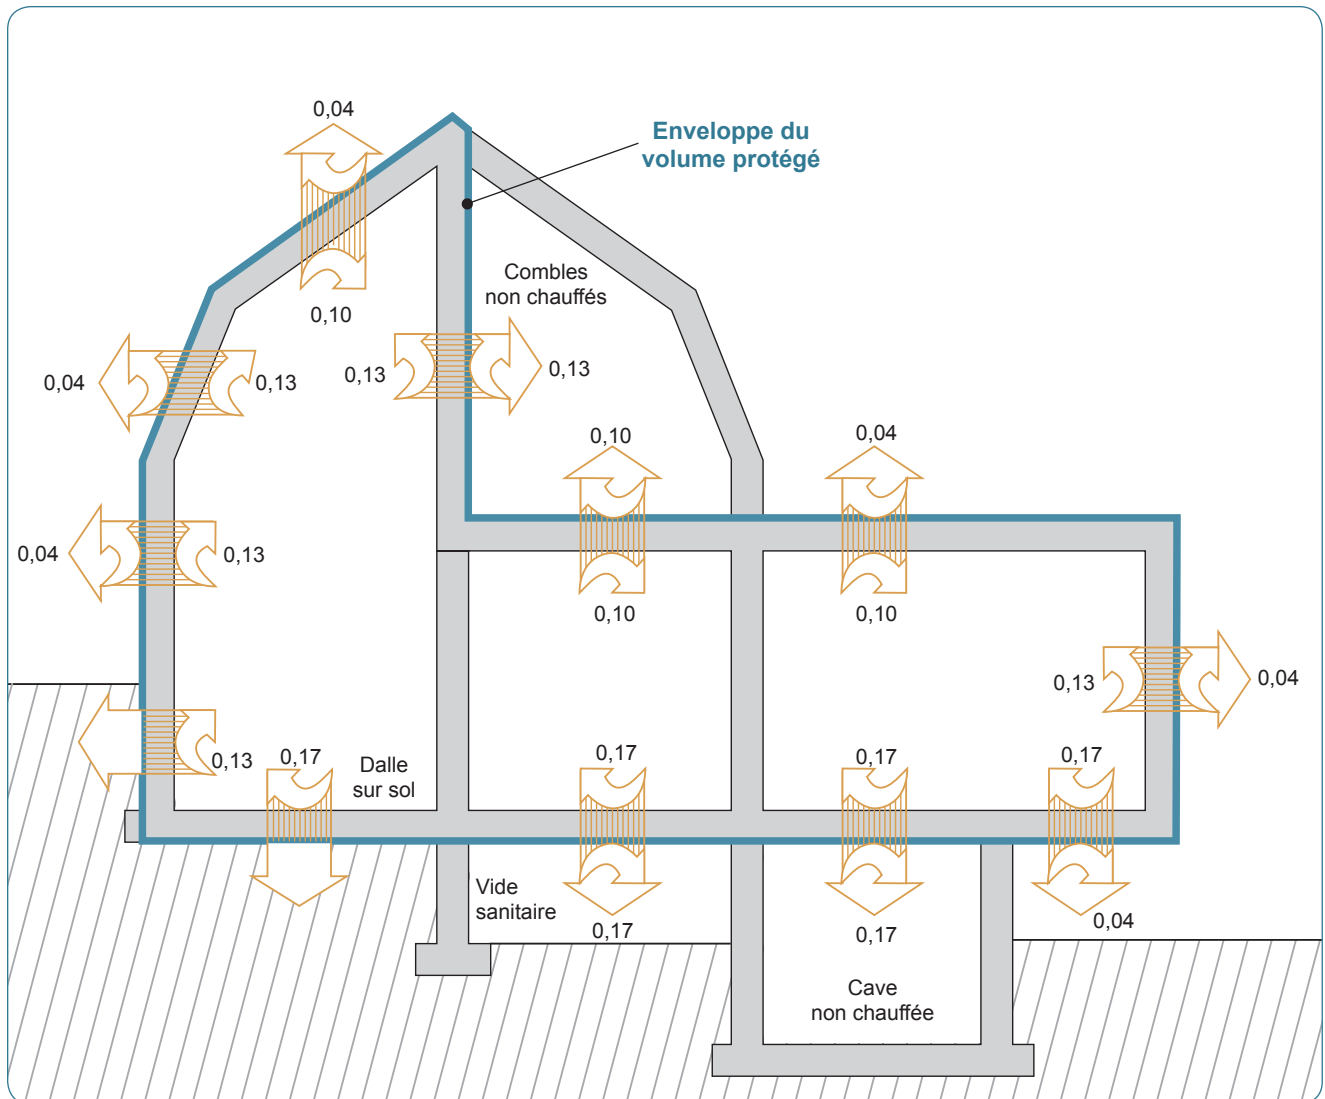 0,04
Enveloppe du
volume protégé
Combles
non chauffés
0,10
0,04
0,13
0,13
0,13
0,10
0,04
0,04
0,13
0,10
0,10
0,13
0,04
0,13
0,17
Dalle
sur sol
0,17
0,17
0,17
Vide
sanitaire
0,17
0,17
0,04
Cave
non chauffée